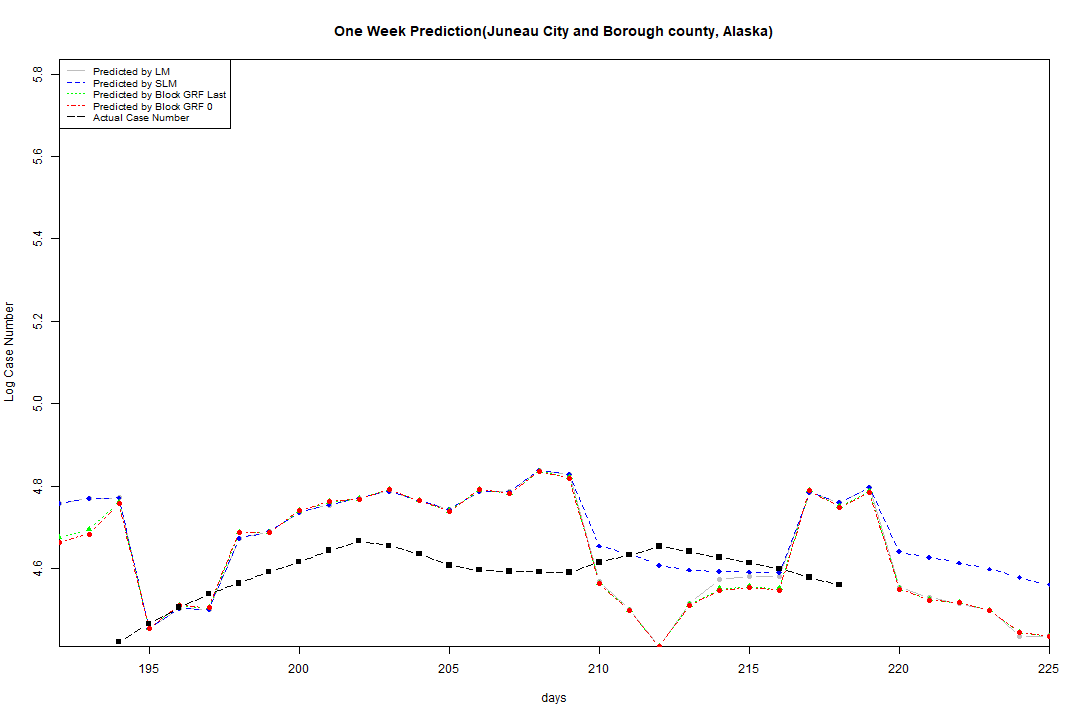 One Week Prediction(Juneau City and Borough county, Alaska)
Predicted by LM
Predicted by SLM
Predicted by Block GRF Last
Predicted by Block GRF 0
Actual Case Number
5.8
5.6
5.4
5.2
5.0
4.8
4.6
Log Case Number
195 200 205 210 215 220 225
days